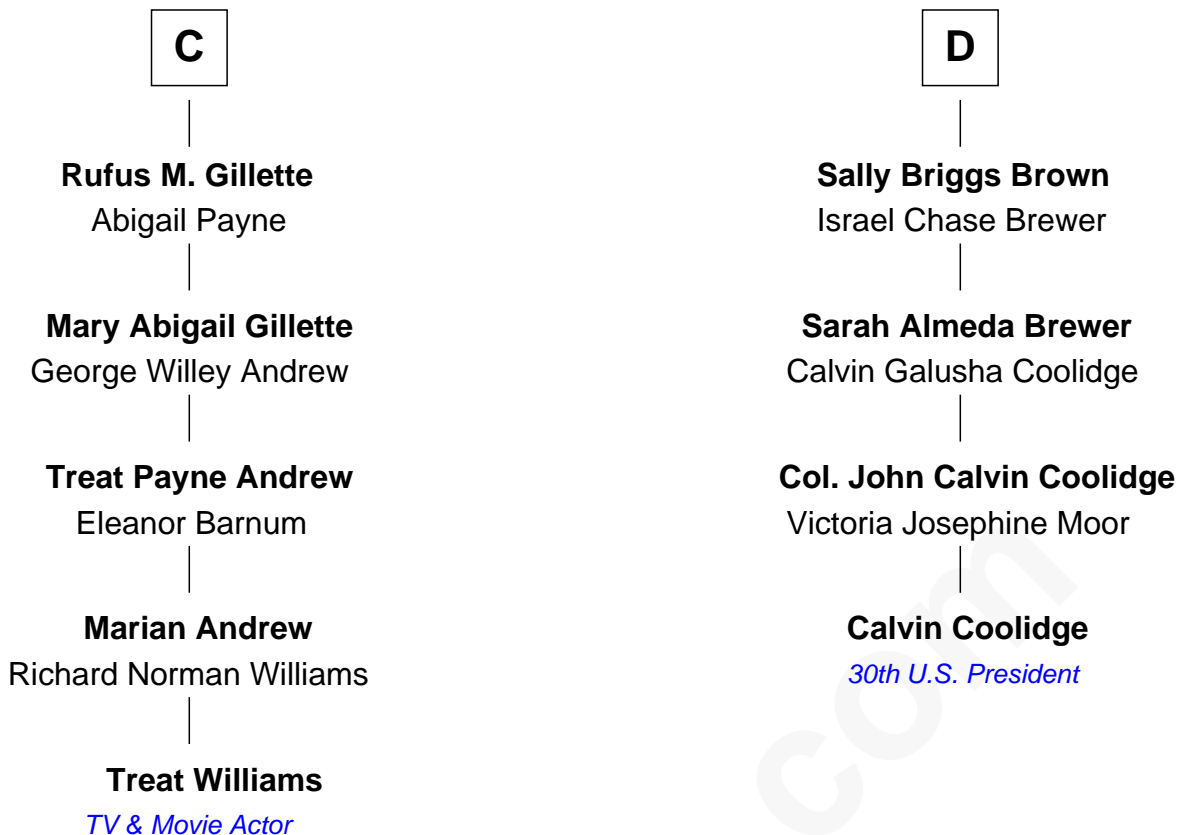 C
Rufus M. Gillette
Abigail Payne
Mary Abigail Gillette
George Willey Andrew
Treat Payne Andrew
Eleanor Barnum
Marian Andrew
Richard Norman Williams
Treat Williams
TV & Movie Actor
D
Sally Briggs Brown
Israel Chase Brewer
Sarah Almeda Brewer
Calvin Galusha Coolidge
Col. John Calvin Coolidge
Victoria Josephine Moor
Calvin Coolidge
30th U.S. President
com